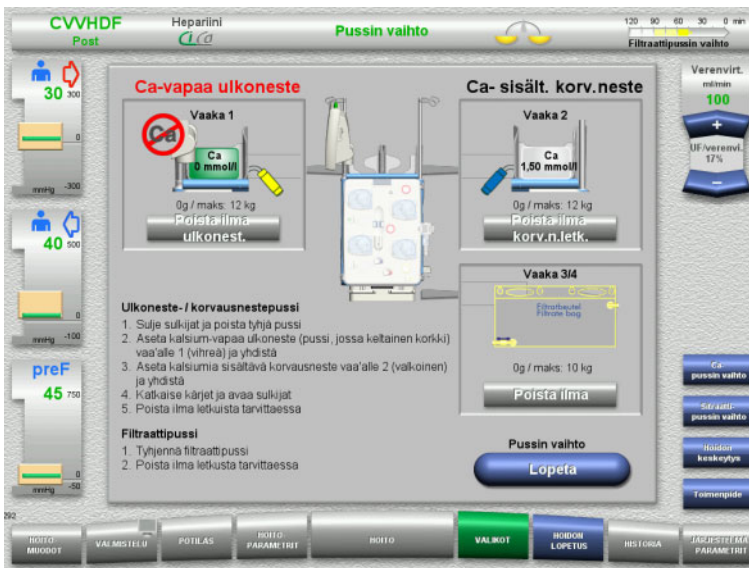 CVVHDF
Post
Hepariini
Ci Ca
Pussin vaihto
120 90 60 30 0 min
Filtraattipussin vaihto
30 300
0
mmHg -300
40 500
0
mmHg -100
preF
45 750
0
mmHg -50
292
Ca-vapaa ulkoneste
Vaaka 1
Ca
Ca
0 mmol/l
0g / maks: 12 kg
Poista ilma
ulkonest.
Ca- sisält. korv.neste
Vaaka 2
Ca
1,50 mmol/l
0g / maks: 12 kg
Poista ilma
korv.n.letk.
Vaaka 3/4
Filtratbeutel
Filtrate bag
0g / maks: 10 kg
Poista ilma
Ulkoneste- / korvausnestepussi
1. Sulje sulkijat ja poista tyhjä pussi
2. Aseta kalsium-vapaa ulkoneste (pussi, jossa keltainen korkki)
vaa'alle 1 (vihreä) ja yhdistä
3. Aseta kalsiumia sisältävä korvausneste vaa'alle 2 (valkoinen)
ja yhdistä
4. Katkaise kärjet ja avaa sulkijat
5. Poista ilma letkuista tarvittaessa
Filtraattipussi
1. Tyhjennä filtraattipussi
2. Poista ilma letkusta tarvittaessa
Pussin vaihto
Lopeta
Verenvirt.
ml/min
100
+
UF/verenvi.
17%
−
Ca-
pussin vaihto
Sitraatti-
pussin vaihto
Hoidon
keskeytys
Toimenpide
HOITO
MUODOT
VALMISTELU
POTILAS
HOITO
PARAMETRIT
HOITO
VALIKOT
HOIDON
LOPETUS
HISTORIA
JÄRJESTELMÄ
PARAMETRIT